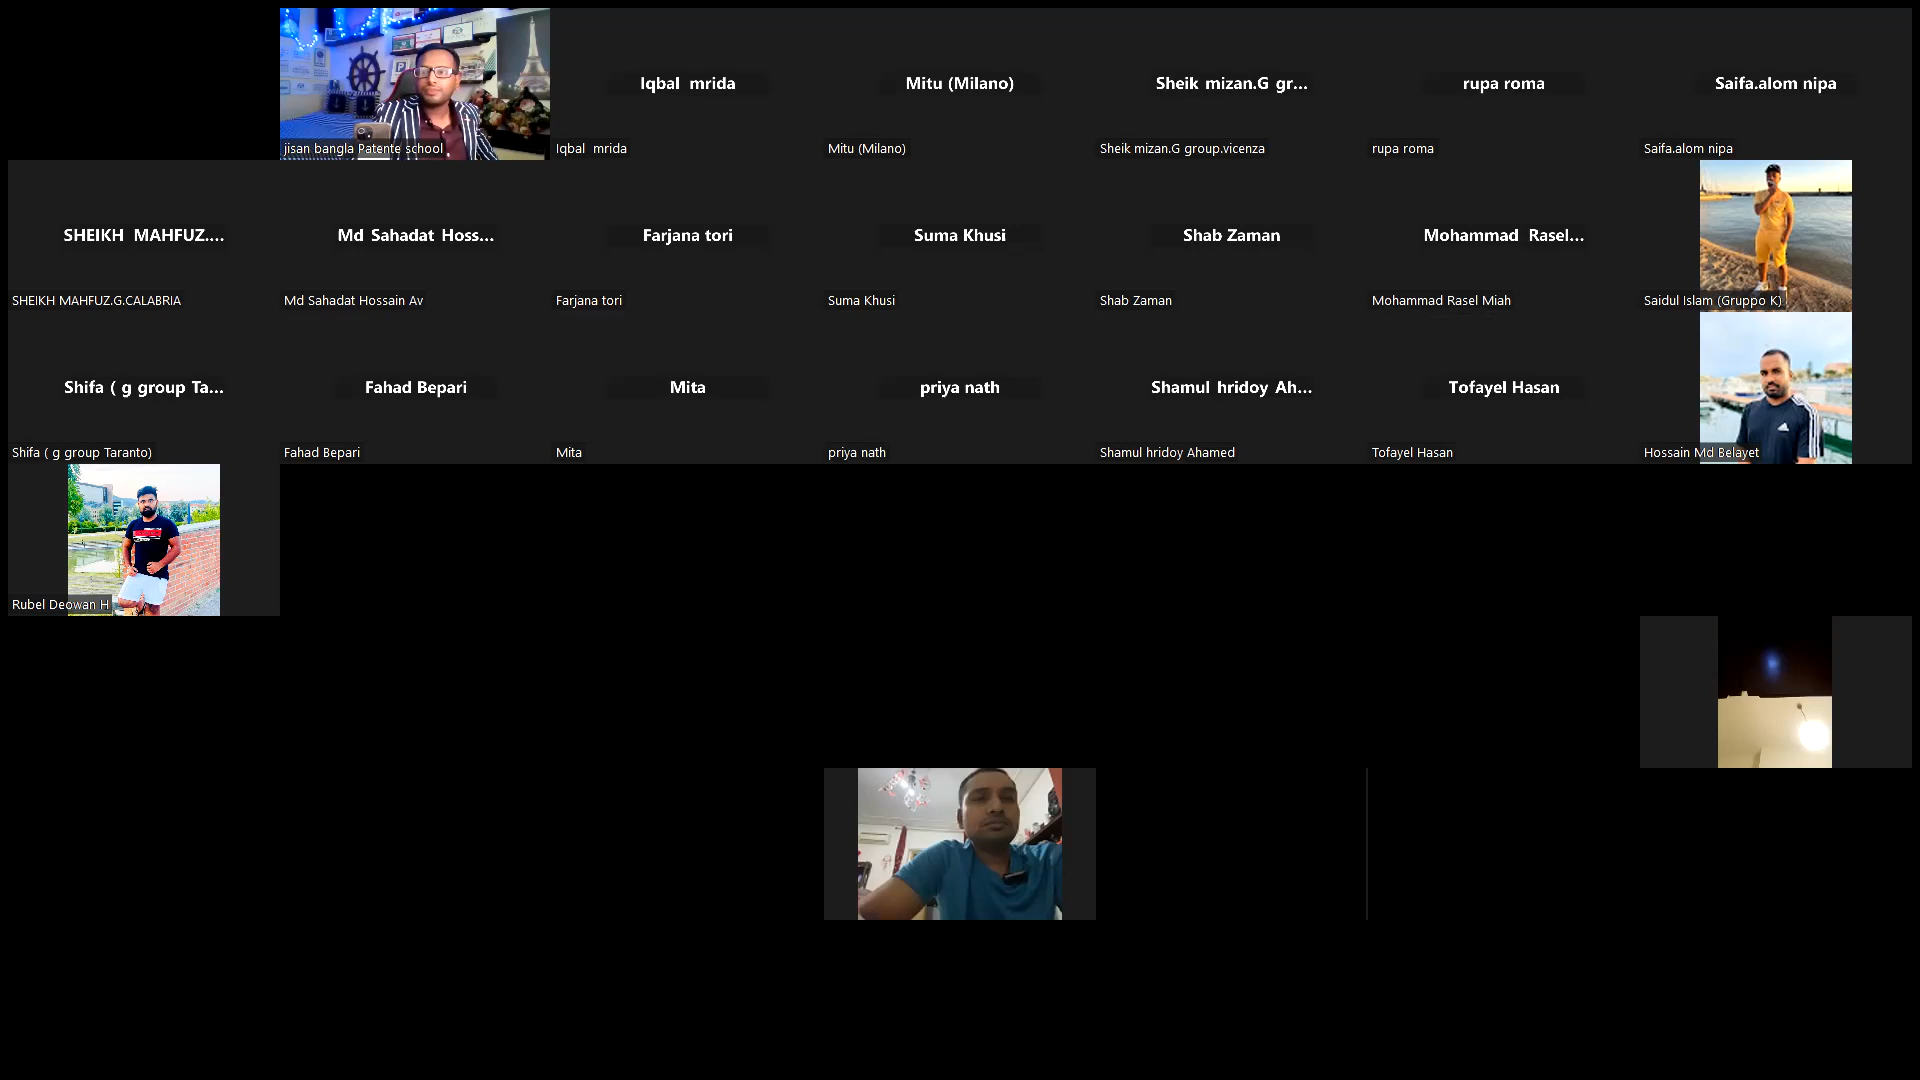 jisan bangla Patente school
Iqbal mrida
Iqbal mrida
Mitu (Milano)
Mitu (Milano)
Sheik mizan.G gr...
Sheik mizan.G group.vicenza
rupa roma
rupa roma
Saifa.alom nipa
Saifa.alom nipa
SHEIKH MAHFUZ....
SHEIKH MAHFUZ.G.CALABRIA
Md Sahadat Hoss...
Md Sahadat Hossain Av
Farjana tori
Farjana tori
Suma Khusi
Suma Khusi
Shab Zaman
Shab Zaman
Mohammad Rasel...
Mohammad Rasel Miah
Saidul Islam (Gruppo K)
Shifa ( g group Ta...
Shifa ( g group Taranto)
Fahad Bepari
Fahad Bepari
Mita
Mita
priya nath
priya nath
Shamul hridoy Ah...
Shamul hridoy Ahamed
Tofayel Hasan
Tofayel Hasan
Hossain Md Belayet
Rubel Deowan H